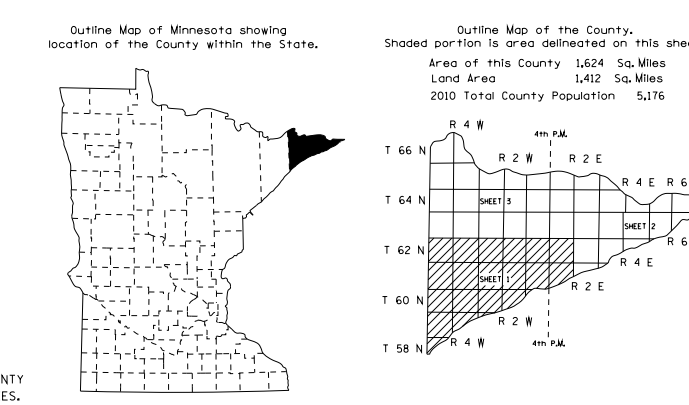 Outline Map of Minnesota showing
location of the County within the State.
Outline Map of the County.
Shaded portion is area delineated on this shee
Area of this County 1,624 Sq. Miles
Land Area 1,412 Sq. Miles
2010 Total County Population 5,176
R 4 W
4th P.M.
T 66 N
R 2 W
R 2 E
R 4 E
R 6
T 64 N
SHEET 3
SHEET 2
T 62 N
R 6
R 4 E
SHEET 1
R 2 E
T 60 N
R 2 W
R 4 W
4th P.M.
T 58 N
NTY
ES.